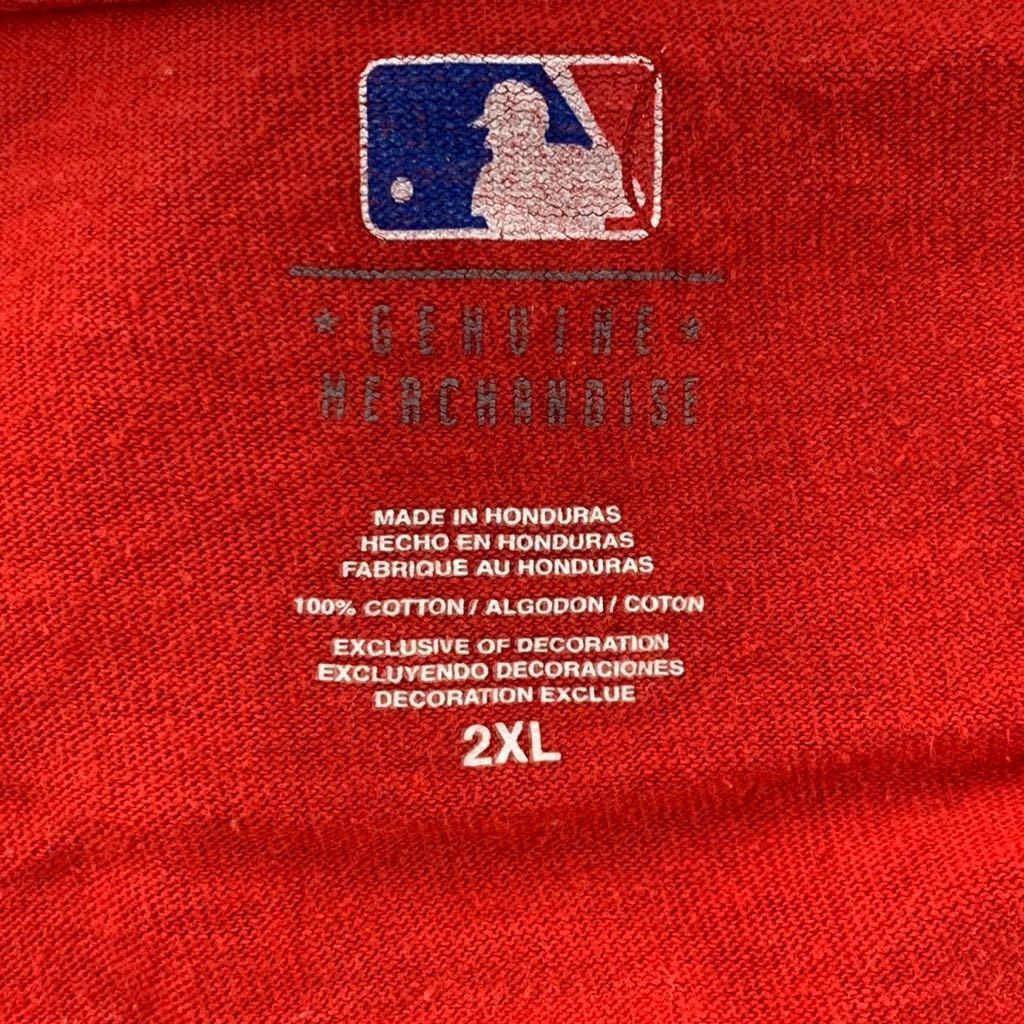 GENUINE
MERCHANDISE
MADE IN HONDURAS
HECHO EN HONDURAS
FABRIQUE AU HONDURAS
100% COTTON / ALGODON / COTON
EXCLUSIVE OF DECORATION
EXCLUYENDO DECORACIONES
DECORATION EXCLUE
2XL